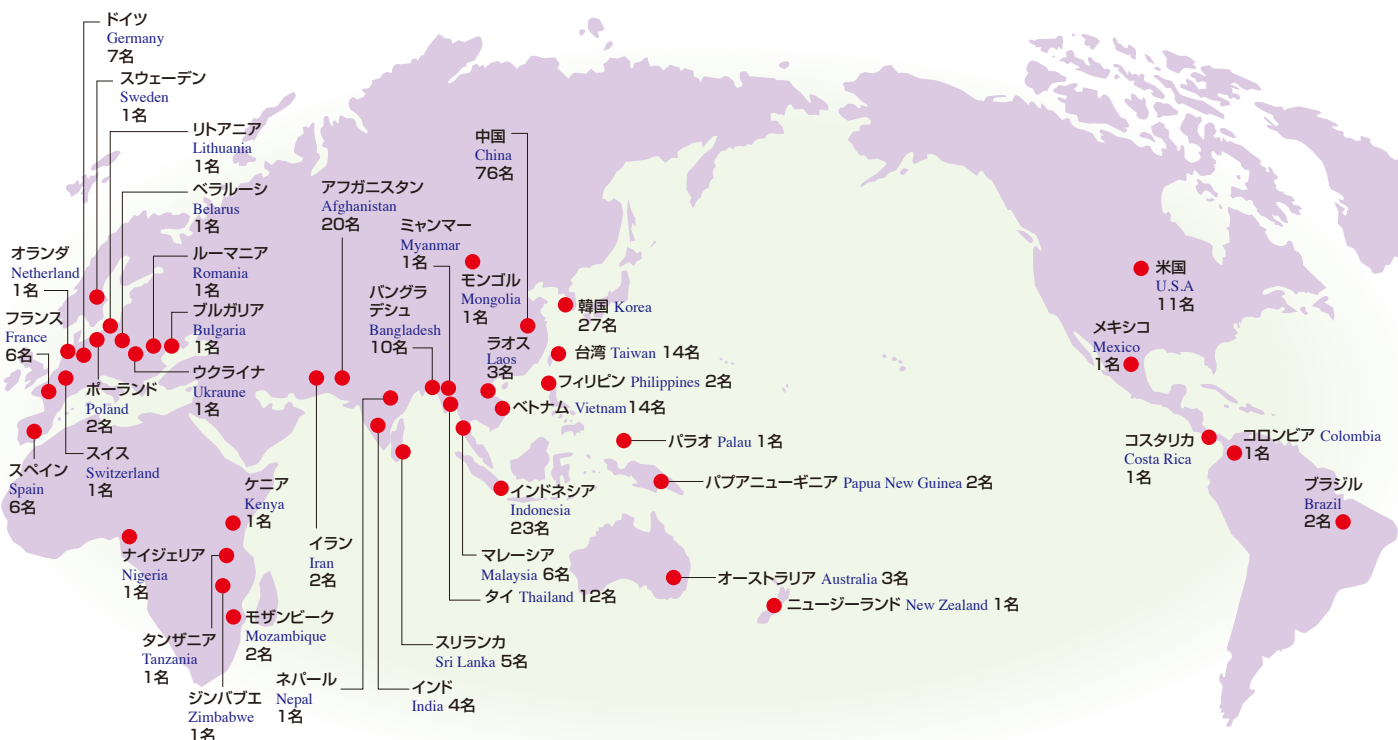 ドイツ
Germany
7名
スウェーデン
Sweden
1名
リトアニア
Lithuania
1名
ベラルーシ
Belarus
1名
ルーマニア
Romania
1名
ブルガリア
Bulgaria
1名
ウクライナ
Ukraune
1名
オランダ
Netherland
1名
フランス
France
6名
ポーランド
Poland
2名
スイス
Switzerland
1名
スペイン
Spain
6名
ケニア
Kenya
1名
ナイジェリア
Nigeria
1名
タンザニア
Tanzania
1名
ジンバブエ
Zimbabwe
1名
モザンビーク
Mozambique
2名
アフガニスタン
Afghanistan
20名
イラン
Iran
2名
ネパール
Nepal
1名
インド
India 4名
スリランカ
Sri Lanka 5名
バングラ
デシュ
Bangladesh
10名
ミャンマー
Myanmar
1名
中国
China
76名
モンゴル
Mongolia
1名
韓国 Korea
27名
台湾 Taiwan 14名
ラオス
Laos
3名
フィリピン Philippines 2名
ベトナム Vietnam 14名
パラオ Palau 1名
パプアニューギニア Papua New Guinea 2名
インドネシア
Indonesia
23名
マレーシア
Malaysia 6名
タイ Thailand 12名
オーストラリア Australia 3名
ニュージーランド New Zealand 1名
米国
U.S.A
11名
メキシコ
Mexico
1名
コスタリカ
Costa Rica
1名
コロンビア Colombia
1名
ブラジル
Brazil
2名